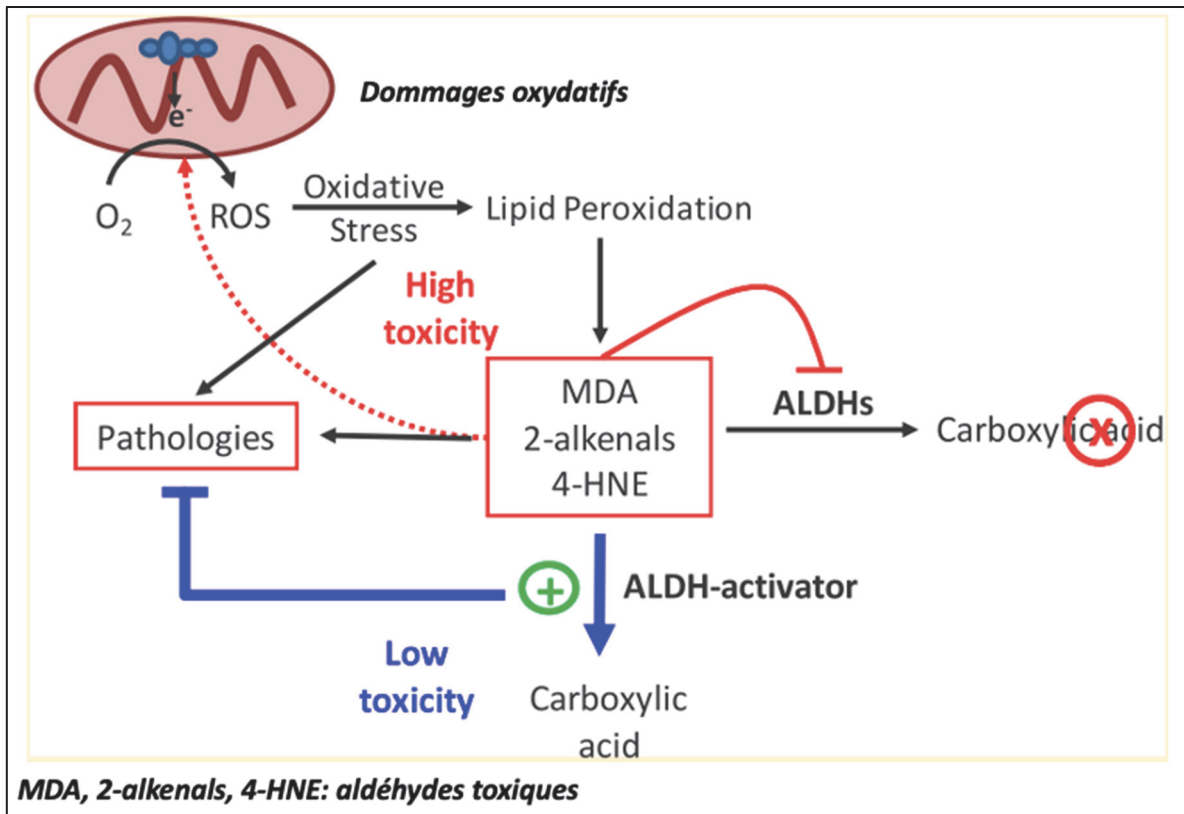 Dommages oxydatifs
e-
O2
ROS
Oxidative
Stress
Lipid Peroxidation
High
toxicity
MDA
2-alkenals
4-HNE
ALDHs
Carboxylic acid
X
Pathologies
+
ALDH-activator
Low
toxicity
Carboxylic
acid
MDA, 2-alkenals, 4-HNE: aldéhydes toxiques